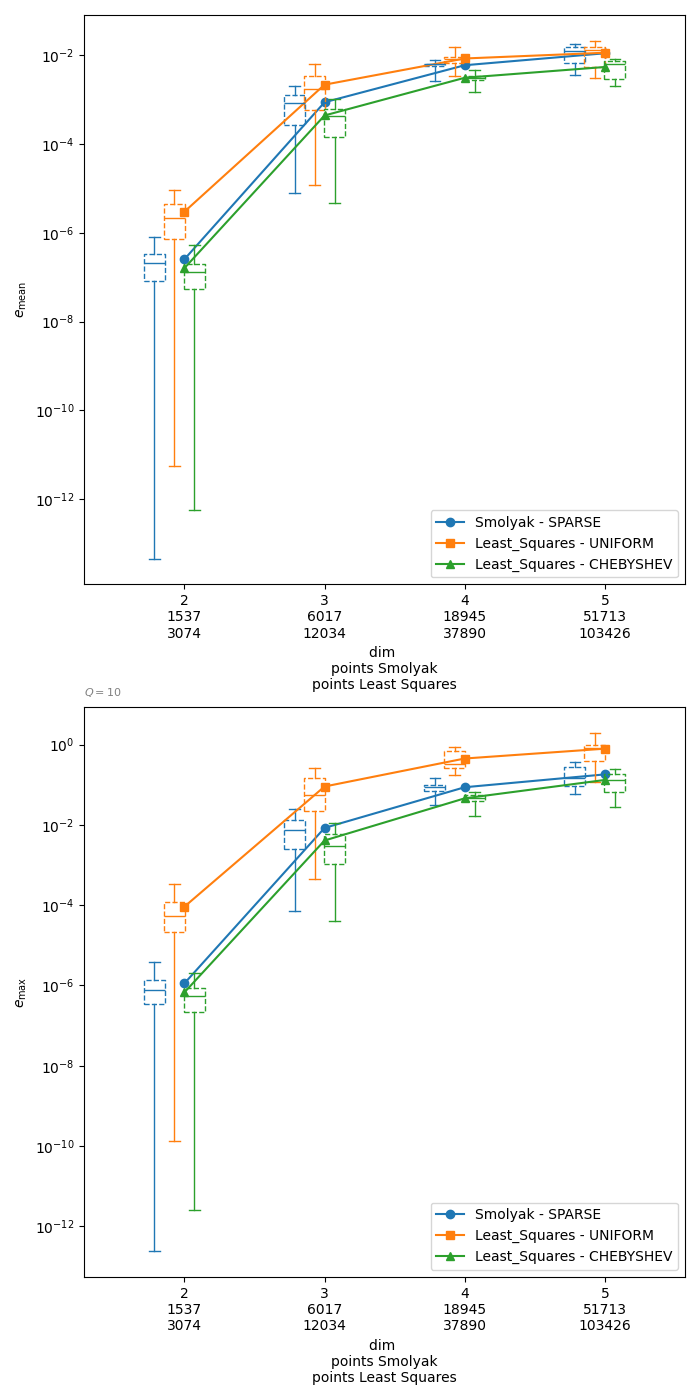 10⁻²
10⁻⁴
10⁻⁶
10⁻⁸
10⁻¹⁰
10⁻¹²
e_mean
Smolyak - SPARSE
Least_Squares - UNIFORM
Least_Squares - CHEBYSHEV
2 3 4 5
1537 6017 18945 51713
3074 12034 37890 103426
dim
points Smolyak
points Least Squares
Q = 10
10⁰
10⁻²
10⁻⁴
10⁻⁶
10⁻⁸
10⁻¹⁰
10⁻¹²
e_max
Smolyak - SPARSE
Least_Squares - UNIFORM
Least_Squares - CHEBYSHEV
2 3 4 5
1537 6017 18945 51713
3074 12034 37890 103426
dim
points Smolyak
points Least Squares